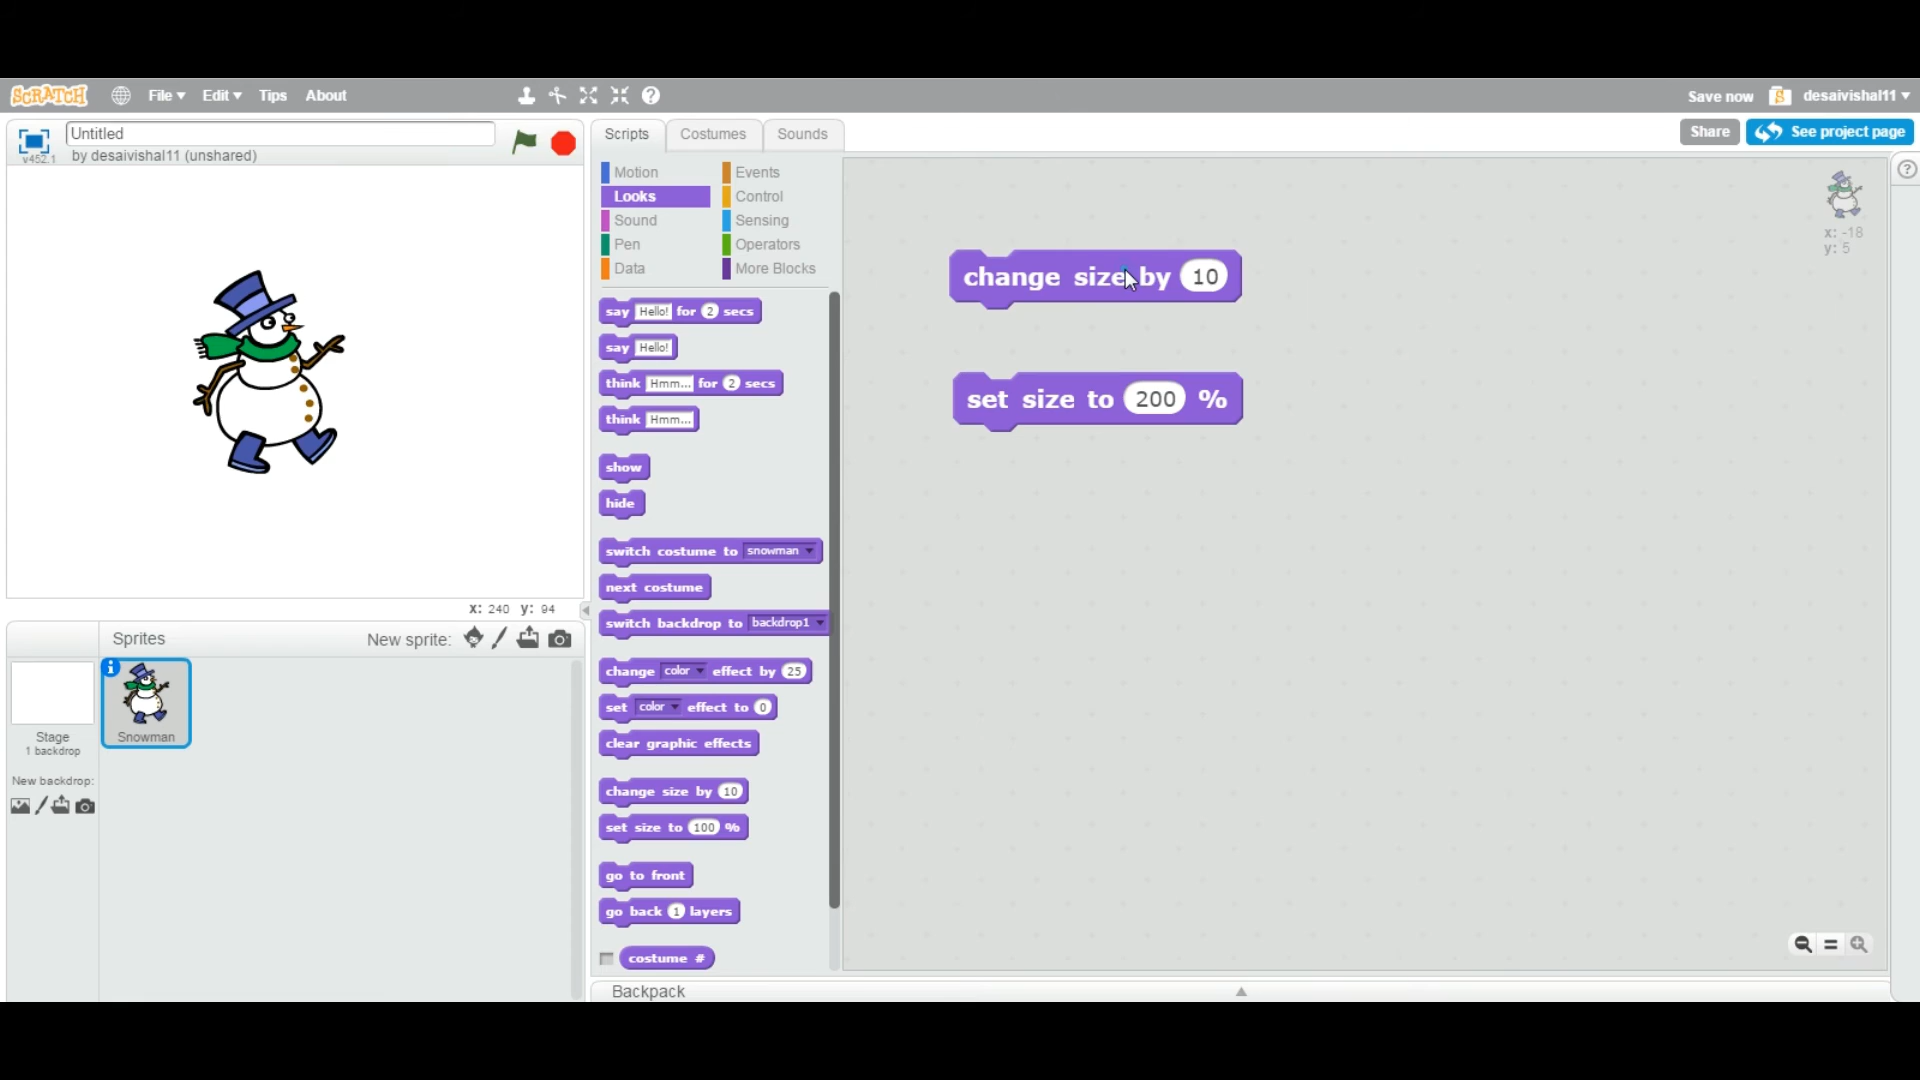 SCRATCH File Edit Tips About
Save now desaivishal11
v452.1
Untitled
by desaivishal11 (unshared)
Scripts Costumes Sounds
Share See project page
Motion Events
Looks Control
Sound Sensing
Pen Operators
Data More Blocks
say Hello! for 2 secs
say Hello!
think Hmm... for 2 secs
think Hmm...
show
hide
switch costume to snowman
next costume
switch backdrop to backdrop1
change color effect by 25
set color effect to 0
clear graphic effects
change size by 10
set size to 100 %
go to front
go back 1 layers
costume #
change size by 10
set size to 200 %
x: -18
y: 5
x: 240 y: 94
Sprites New sprite:
Snowman
Stage
1 backdrop
New backdrop:
Backpack